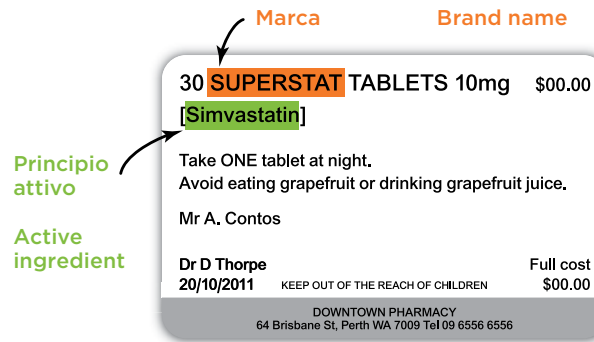 Marca Brand name
30 SUPERSTAT TABLETS 10mg $00.00
[Simvastatin]
Take ONE tablet at night.
Avoid eating grapefruit or drinking grapefruit juice.
Mr A. Contos
Principio
attivo
Active
ingredient
Dr D Thorpe Full cost
20/10/2011 KEEP OUT OF THE REACH OF CHILDREN $00.00
DOWNTOWN PHARMACY
64 Brisbane St, Perth WA 7009 Tel 09 6556 6556